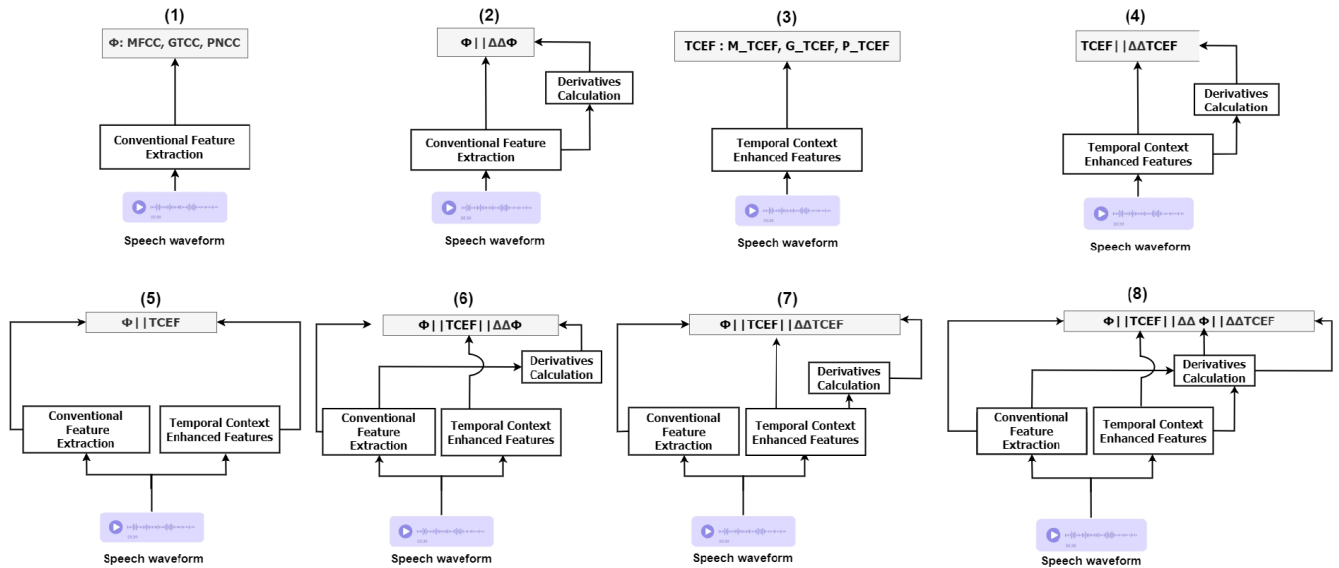 (1)
Φ: MFCC, GTCC, PNCC
Conventional Feature
Extraction
Speech waveform
(2)
Φ||ΔΔΦ
Derivatives
Calculation
Conventional Feature
Extraction
Speech waveform
(3)
TCEF : M_TCEF, G_TCEF, P_TCEF
Temporal Context
Enhanced Features
Speech waveform
(4)
TCEF||ΔΔTCEF
Derivatives
Calculation
Temporal Context
Enhanced Features
Speech waveform
(5)
Φ||TCEF
Conventional
Feature
Extraction
Temporal Context
Enhanced Features
Speech waveform
(6)
Φ||TCEF||ΔΔΦ
Derivatives
Calculation
Conventional
Feature
Extraction
Temporal Context
Enhanced Features
Speech waveform
(7)
Φ||TCEF||ΔΔTCEF
Derivatives
Calculation
Conventional
Feature
Extraction
Temporal Context
Enhanced Features
Speech waveform
(8)
Φ||TCEF||ΔΔ Φ||ΔΔTCEF
Derivatives
Calculation
Conventional
Feature
Extraction
Temporal Context
Enhanced Features
Speech waveform